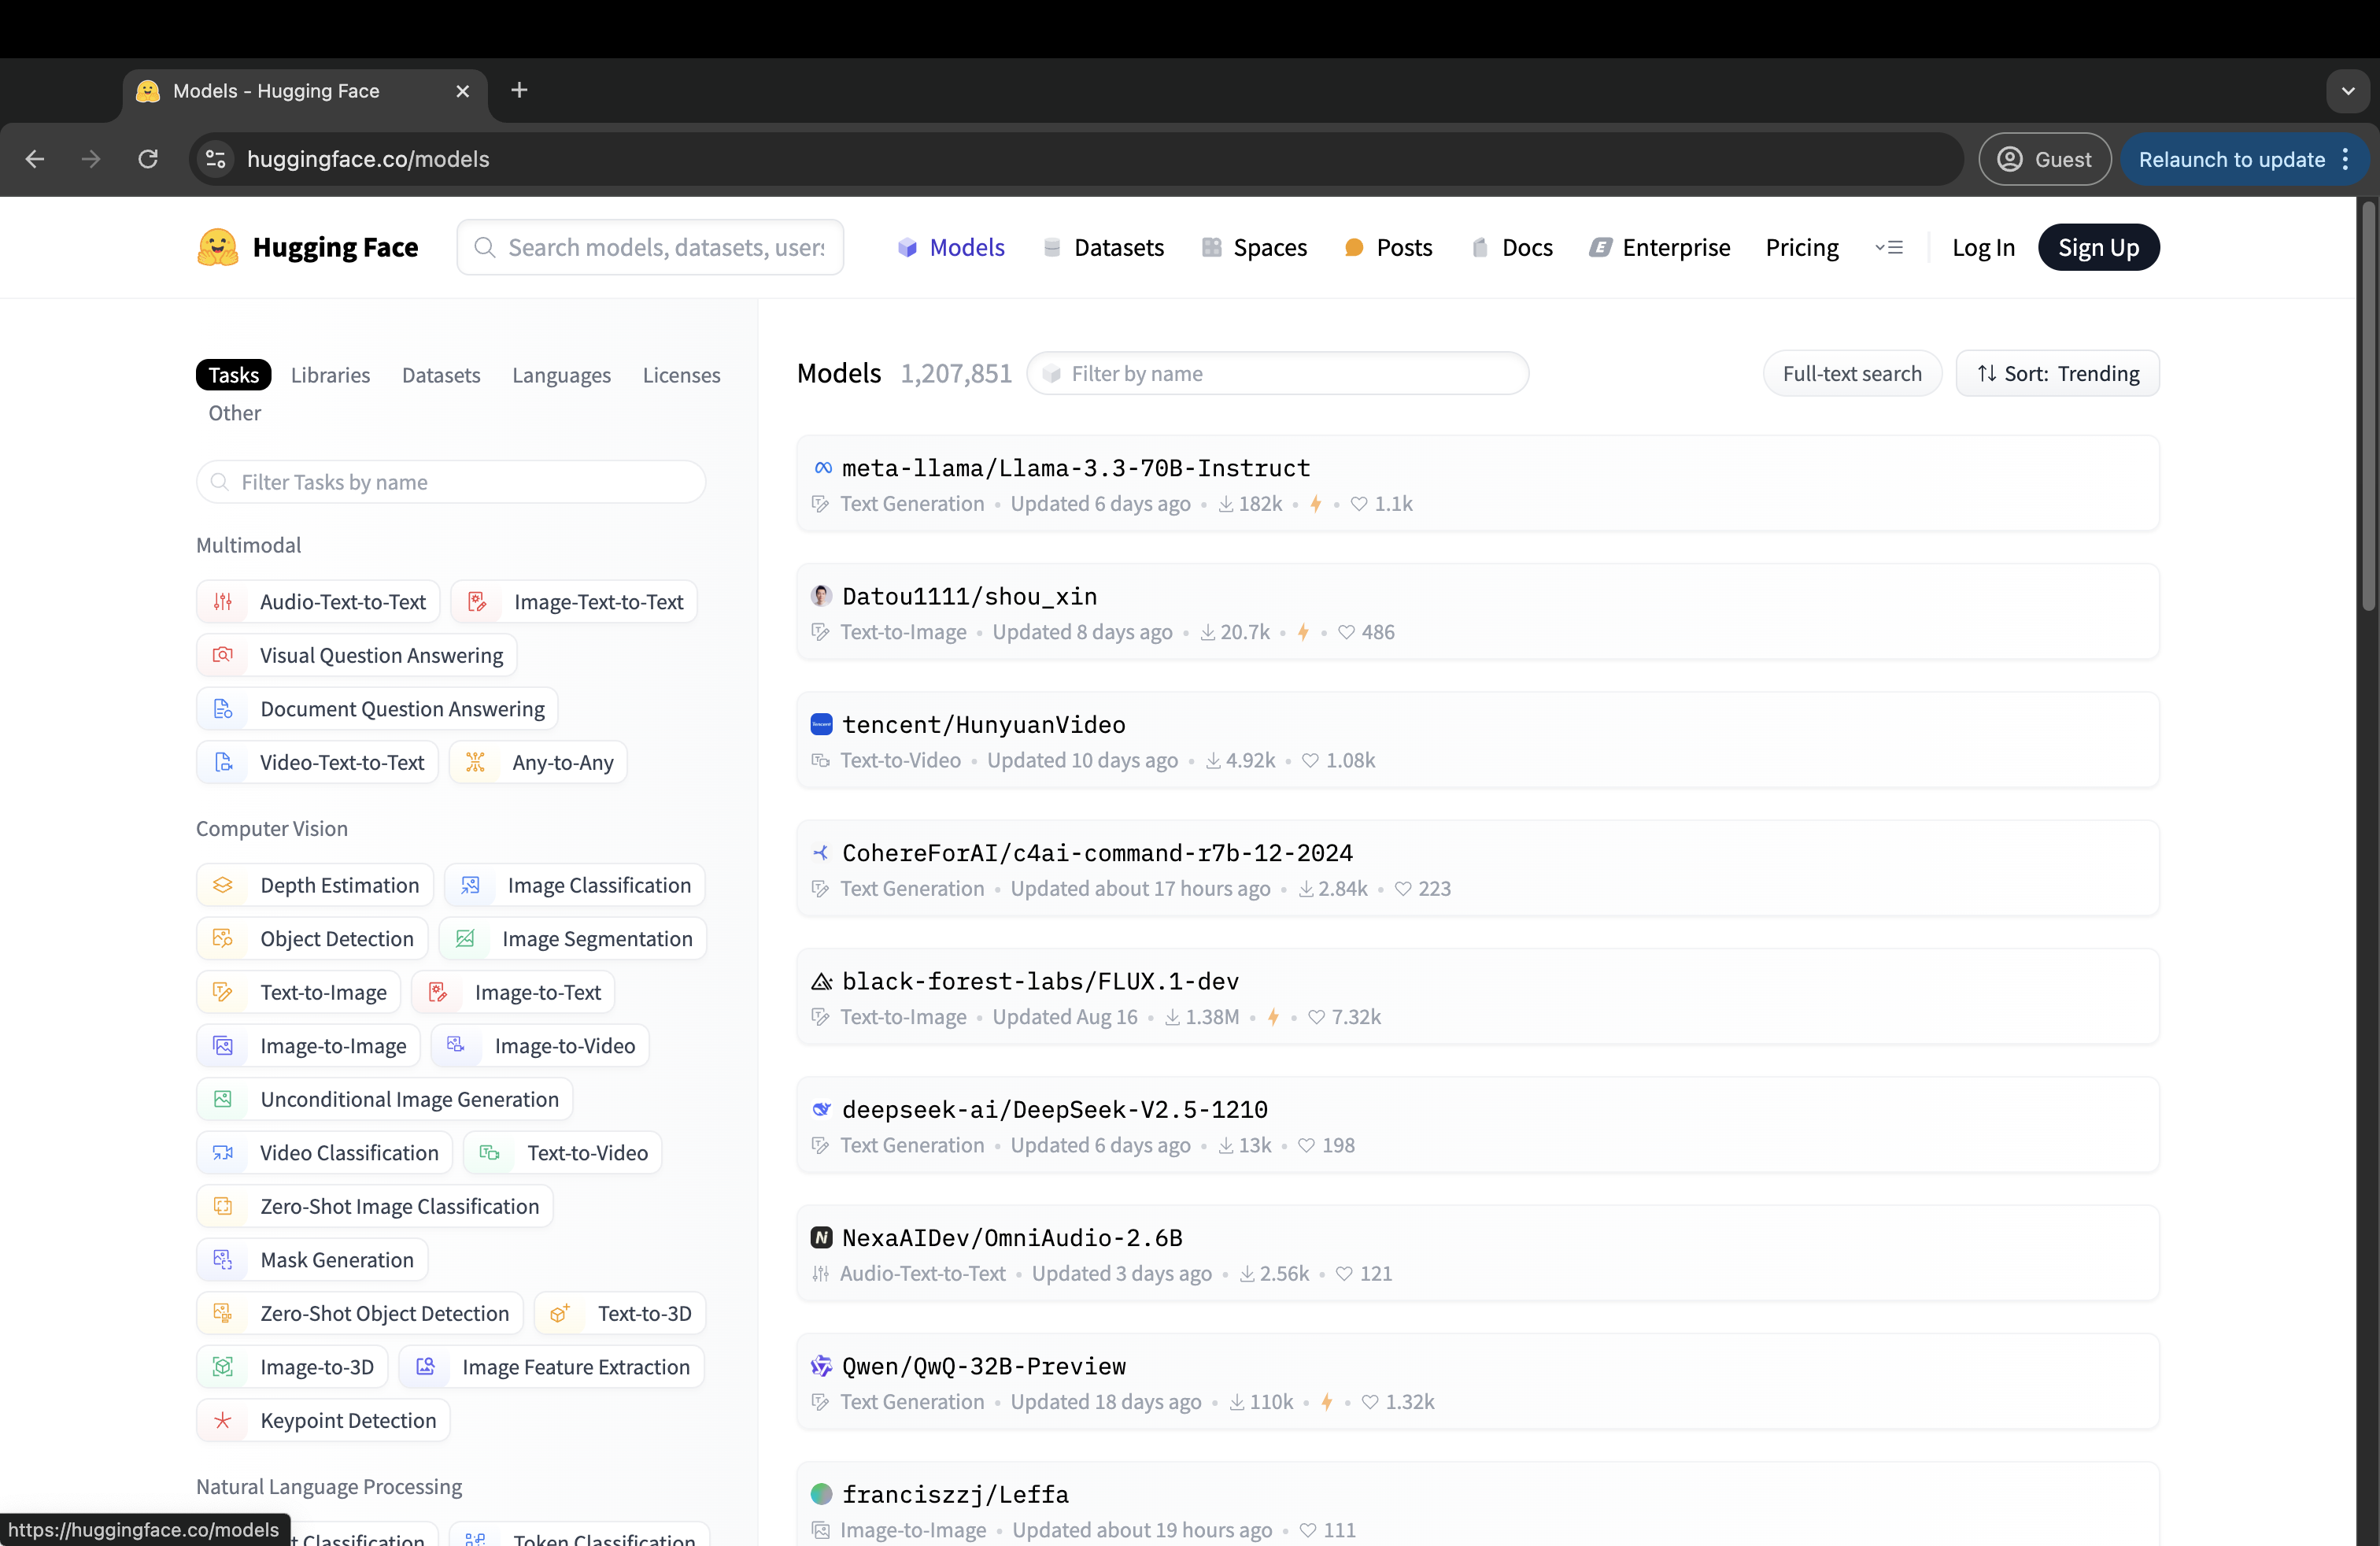 Models - Hugging Face
huggingface.co/models
Guest
Relaunch to update
Hugging Face
Search models, datasets, users
Models
Datasets
Spaces
Posts
Docs
Enterprise
Pricing
Log In
Sign Up
Tasks
Libraries
Datasets
Languages
Licenses
Other
Filter Tasks by name
Multimodal
Audio-Text-to-Text
Image-Text-to-Text
Visual Question Answering
Document Question Answering
Video-Text-to-Text
Any-to-Any
Computer Vision
Depth Estimation
Image Classification
Object Detection
Image Segmentation
Text-to-Image
Image-to-Text
Image-to-Image
Image-to-Video
Unconditional Image Generation
Video Classification
Text-to-Video
Zero-Shot Image Classification
Mask Generation
Zero-Shot Object Detection
Text-to-3D
Image-to-3D
Image Feature Extraction
Keypoint Detection
Natural Language Processing
t Classification
Token Classification
https://huggingface.co/models
Models 1,207,851
Filter by name
Full-text search
Sort: Trending
meta-llama/Llama-3.3-70B-Instruct
Text Generation • Updated 6 days ago • 182k • 1.1k
Datou1111/shou_xin
Text-to-Image • Updated 8 days ago • 20.7k • 486
tencent/HunyuanVideo
Text-to-Video • Updated 10 days ago • 4.92k • 1.08k
CohereForAI/c4ai-command-r7b-12-2024
Text Generation • Updated about 17 hours ago • 2.84k • 223
black-forest-labs/FLUX.1-dev
Text-to-Image • Updated Aug 16 • 1.38M • 7.32k
deepseek-ai/DeepSeek-V2.5-1210
Text Generation • Updated 6 days ago • 13k • 198
NexaAIDev/OmniAudio-2.6B
Audio-Text-to-Text • Updated 3 days ago • 2.56k • 121
Qwen/QwQ-32B-Preview
Text Generation • Updated 18 days ago • 110k • 1.32k
franciszzj/Leffa
Image-to-Image • Updated about 19 hours ago • 111